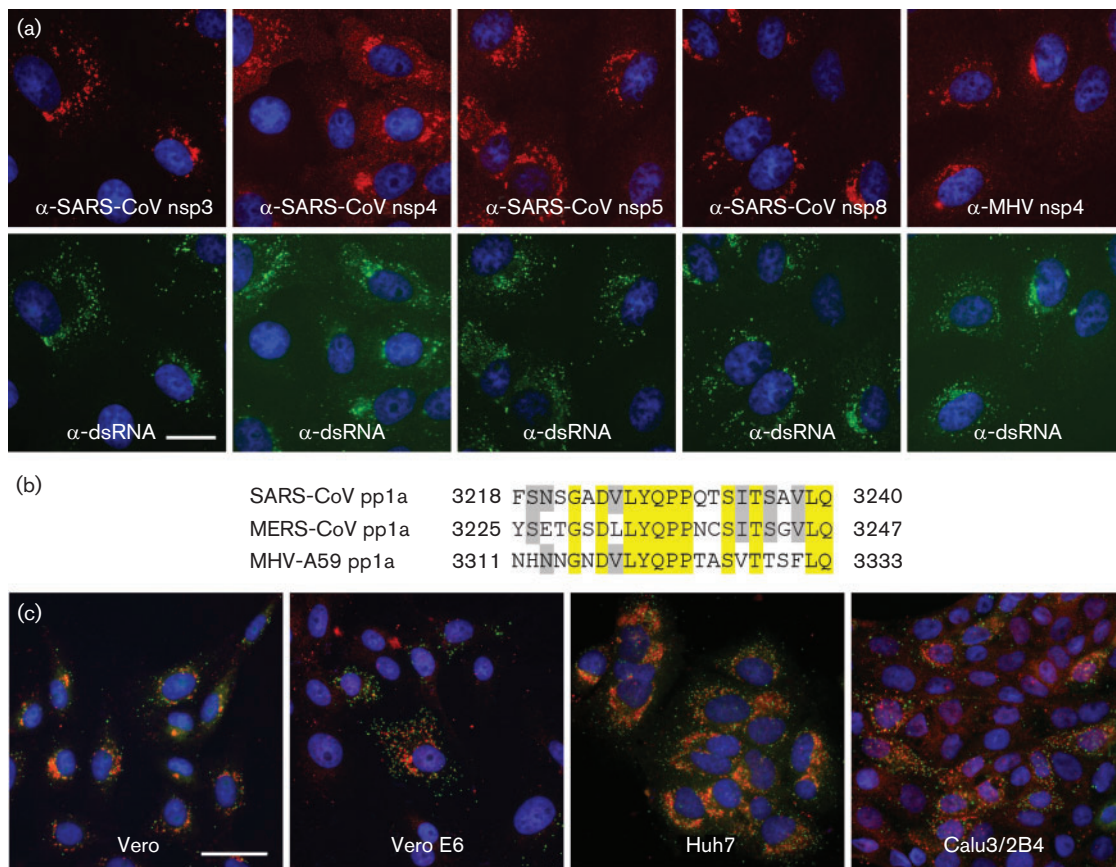 (a)
α-SARS-CoV nsp3 α-SARS-CoV nsp4 α-SARS-CoV nsp5 α-SARS-CoV nsp8 α-MHV nsp4
α-dsRNA α-dsRNA α-dsRNA α-dsRNA α-dsRNA
(b)
SARS-CoV pp1a 3218 FSNSGADVLYQPPQTSITSAVLQ 3240
MERS-CoV pp1a 3225 YSETGSDLLYQPPNCSITSGVLQ 3247
MHV-A59 pp1a 3311 NHNNGNDVLYQPPTASVTTSFLQ 3333
(c)
Vero Vero E6 Huh7 Calu3/2B4